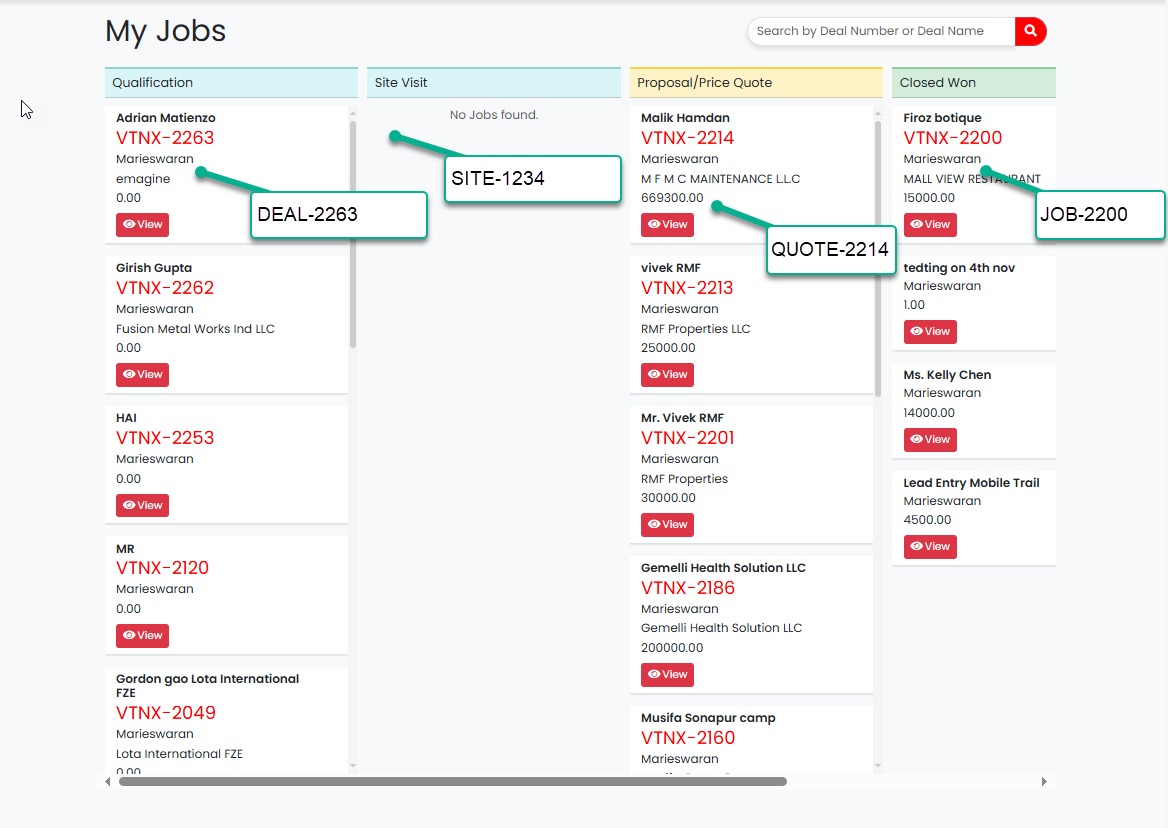 My Jobs
Search by Deal Number or Deal Name
Qualification
Adrian Matienzo
VTNX-2263
Marieswaran
emagine
0.00
View
DEAL-2263
Girish Gupta
VTNX-2262
Marieswaran
Fusion Metal Works Ind LLC
0.00
View
HAI
VTNX-2253
Marieswaran
0.00
View
MR
VTNX-2120
Marieswaran
0.00
View
Gordon gao Lota International
FZE
VTNX-2049
Marieswaran
Lota International FZE
0.00
Site Visit
No Jobs found.
SITE-1234
Proposal/Price Quote
Malik Hamdan
VTNX-2214
Marieswaran
M F M C MAINTENANCE L.L.C
669300.00
View
QUOTE-2214
vivek RMF
VTNX-2213
Marieswaran
RMF Properties LLC
25000.00
View
Mr. Vivek RMF
VTNX-2201
Marieswaran
RMF Properties
30000.00
View
Gemelli Health Solution LLC
VTNX-2186
Marieswaran
Gemelli Health Solution LLC
200000.00
View
Musifa Sonapur camp
VTNX-2160
Marieswaran
Closed Won
Firoz botique
VTNX-2200
Marieswaran
MALL VIEW RESTAURANT
15000.00
View
JOB-2200
tedting on 4th nov
Marieswaran
1.00
View
Ms. Kelly Chen
Marieswaran
14000.00
View
Lead Entry Mobile Trail
Marieswaran
4500.00
View